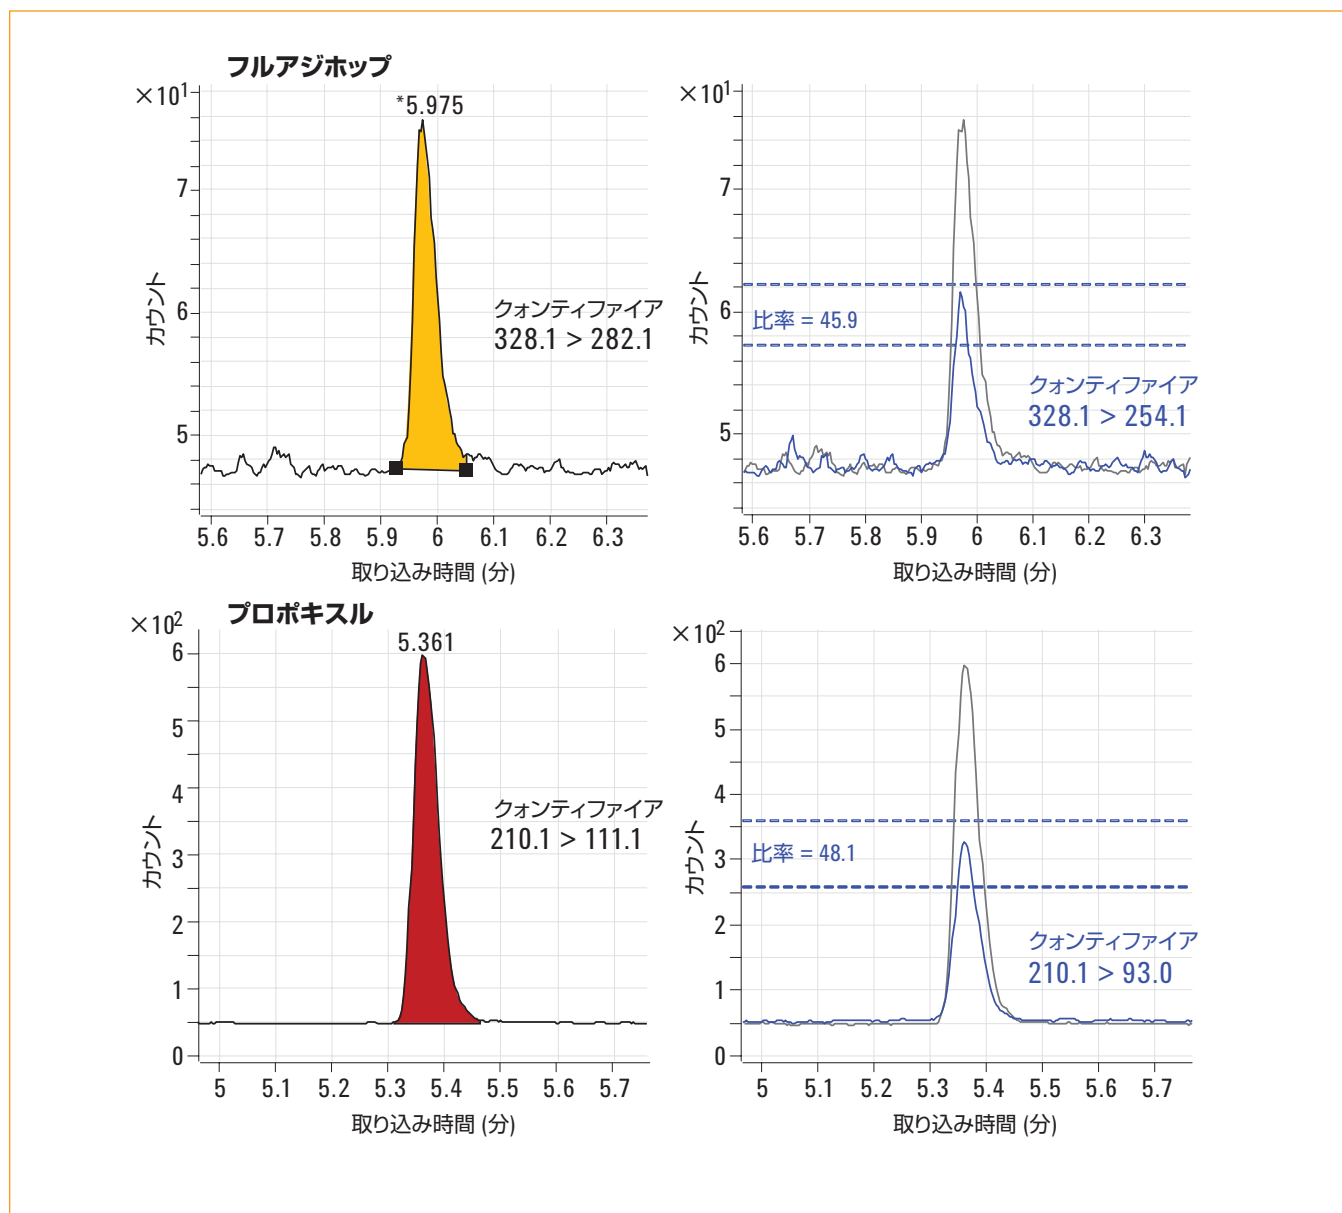 フルアジホップ
×10¹
*5.975
7
6
5
カウント
クォンティファイア
328.1 > 282.1
5.6 5.7 5.8 5.9 6 6.1 6.2 6.3
取り込み時間 (分)
×10¹
7
6
5
カウント
比率 = 45.9
クォンティファイア
328.1 > 254.1
5.6 5.7 5.8 5.9 6 6.1 6.2 6.3
取り込み時間 (分)
プロポキスル
×10²
5.361
6
5
4
3
2
1
0
カウント
クォンティファイア
210.1 > 111.1
5 5.1 5.2 5.3 5.4 5.5 5.6 5.7
取り込み時間 (分)
×10²
6
5
4
3
2
1
0
カウント
比率 = 48.1
クォンティファイア
210.1 > 93.0
5 5.1 5.2 5.3 5.4 5.5 5.6 5.7
取り込み時間 (分)